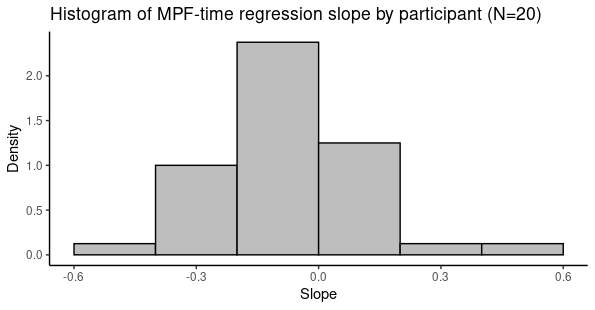 Histogram of MPF-time regression slope by participant (N=20)
Density
2.0
1.5
1.0
0.5
0.0
-0.6 -0.3 0.0 0.3 0.6
Slope